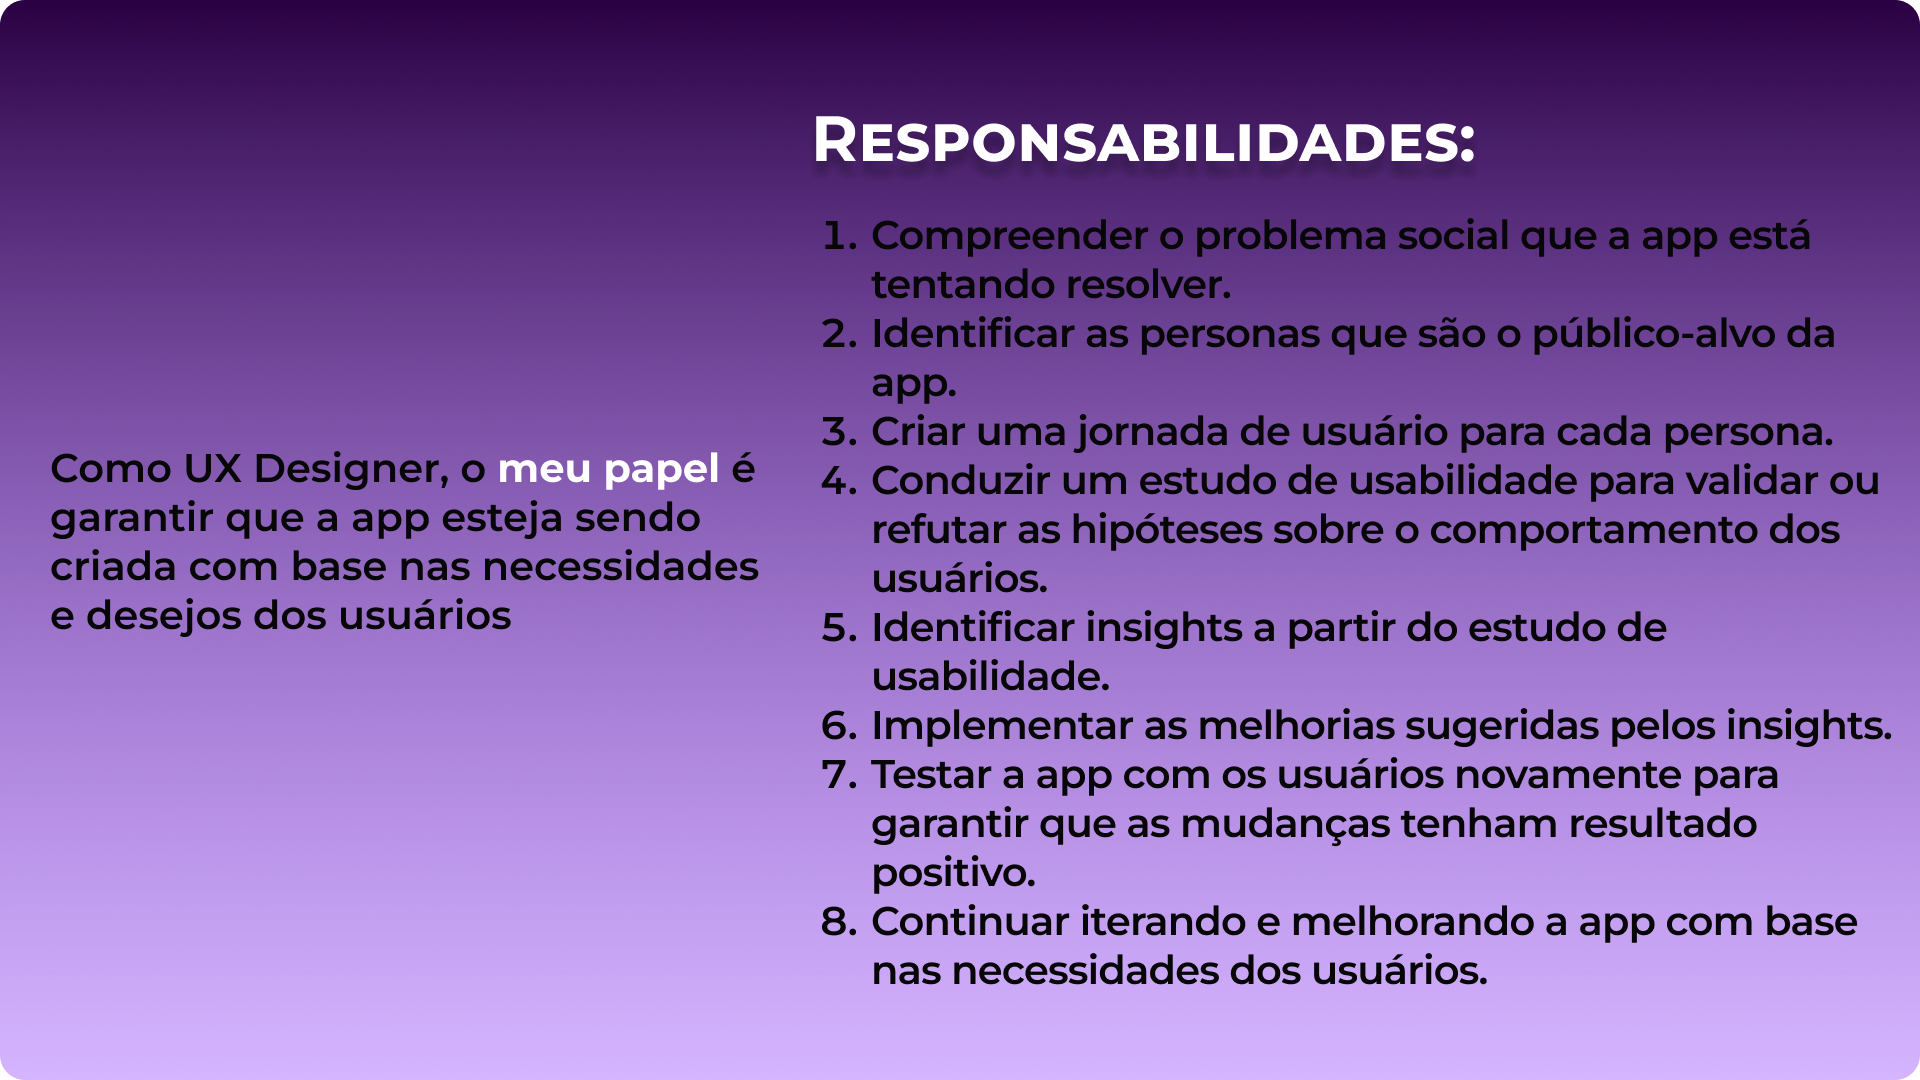 Como UX Designer, o meu papel é
garantir que a app esteja sendo
criada com base nas necessidades
e desejos dos usuários
Responsabilidades:
1. Compreender o problema social que a app está
tentando resolver.
2. Identificar as personas que são o público-alvo da
app.
3. Criar uma jornada de usuário para cada persona.
4. Conduzir um estudo de usabilidade para validar ou
refutar as hipóteses sobre o comportamento dos
usuários.
5. Identificar insights a partir do estudo de
usabilidade.
6. Implementar as melhorias sugeridas pelos insights.
7. Testar a app com os usuários novamente para
garantir que as mudanças tenham resultado
positivo.
8. Continuar iterando e melhorando a app com base
nas necessidades dos usuários.